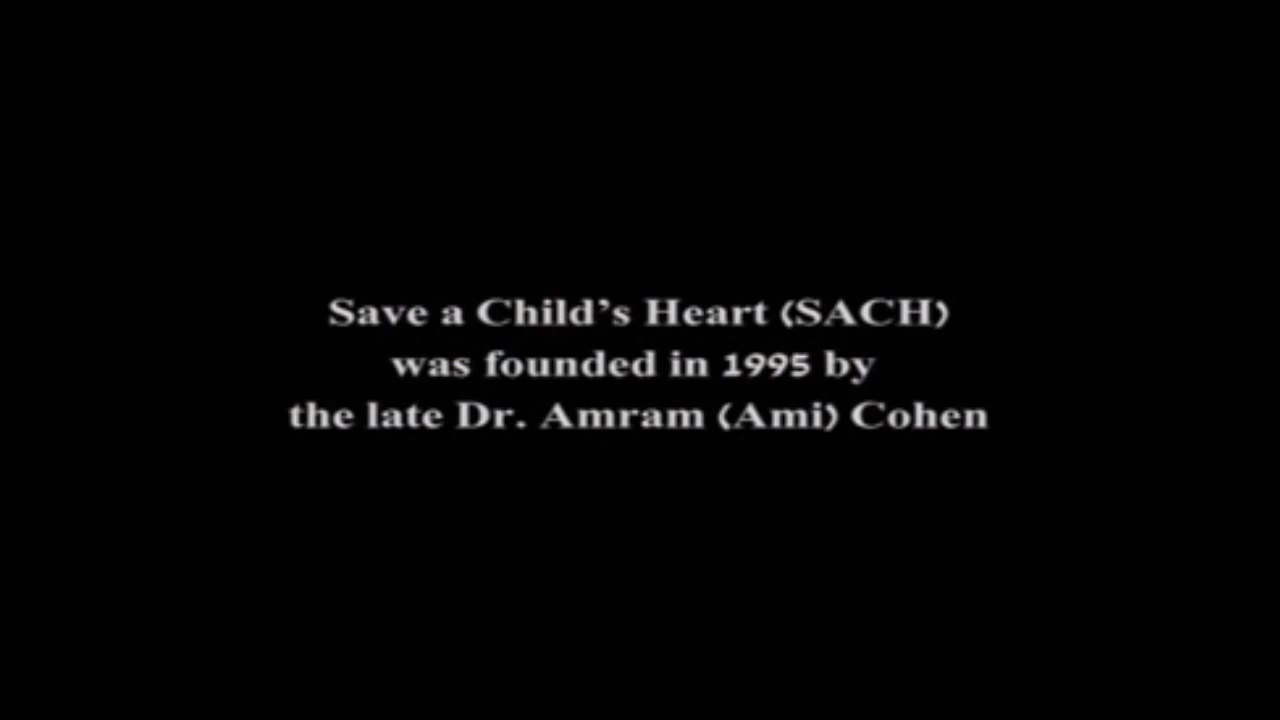 Save a Child’s Heart (SACH)
was founded in 1995 by
the late Dr. Amram (Ami) Cohen